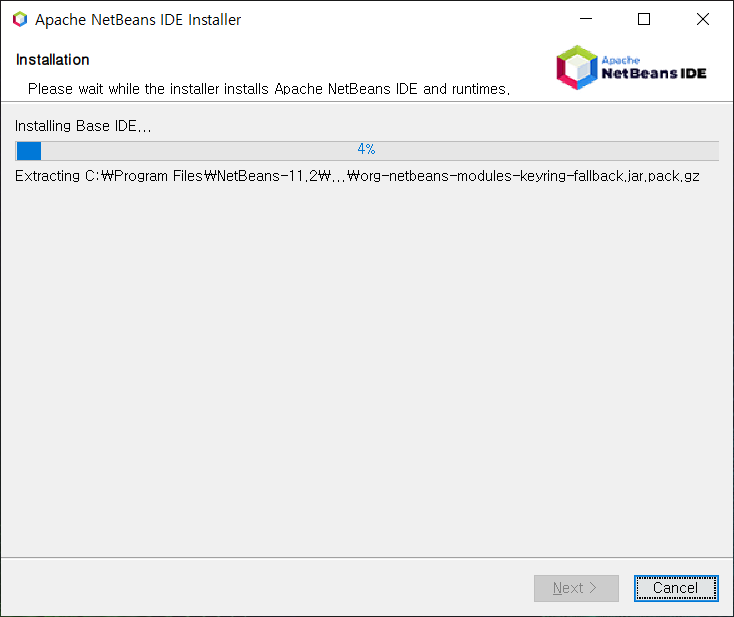 Apache NetBeans IDE Installer
Installation
Please wait while the installer installs Apache NetBeans IDE and runtimes.
Apache
NetBeans IDE
Installing Base IDE...
4%
Extracting C:₩Program Files₩NetBeans-11.2₩...₩org-netbeans-modules-keyring-fallback.jar.pack.gz
Next >
Cancel